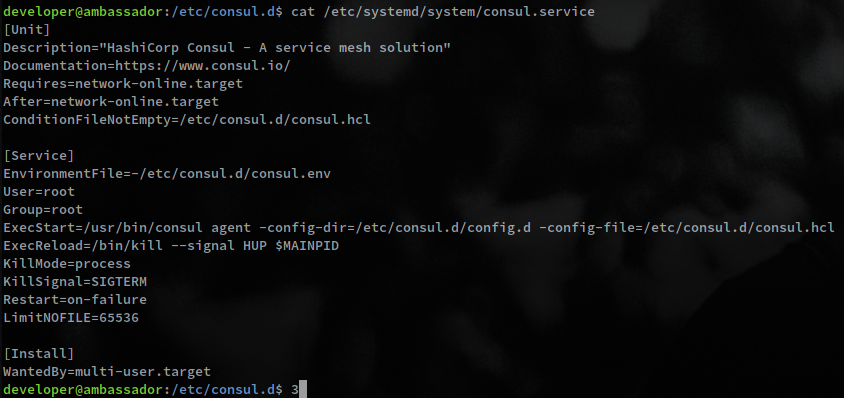 developer@ambassador:/etc/consul.d$ cat /etc/systemd/system/consul.service
[Unit]
Description="HashiCorp Consul - A service mesh solution"
Documentation=https://www.consul.io/
Requires=network-online.target
After=network-online.target
ConditionFileNotEmpty=/etc/consul.d/consul.hcl

[Service]
EnvironmentFile=-/etc/consul.d/consul.env
User=root
Group=root
ExecStart=/usr/bin/consul agent -config-dir=/etc/consul.d/config.d -config-file=/etc/consul.d/consul.hcl
ExecReload=/bin/kill --signal HUP $MAINPID
KillMode=process
KillSignal=SIGTERM
Restart=on-failure
LimitNOFILE=65536

[Install]
WantedBy=multi-user.target
developer@ambassador:/etc/consul.d$ 3